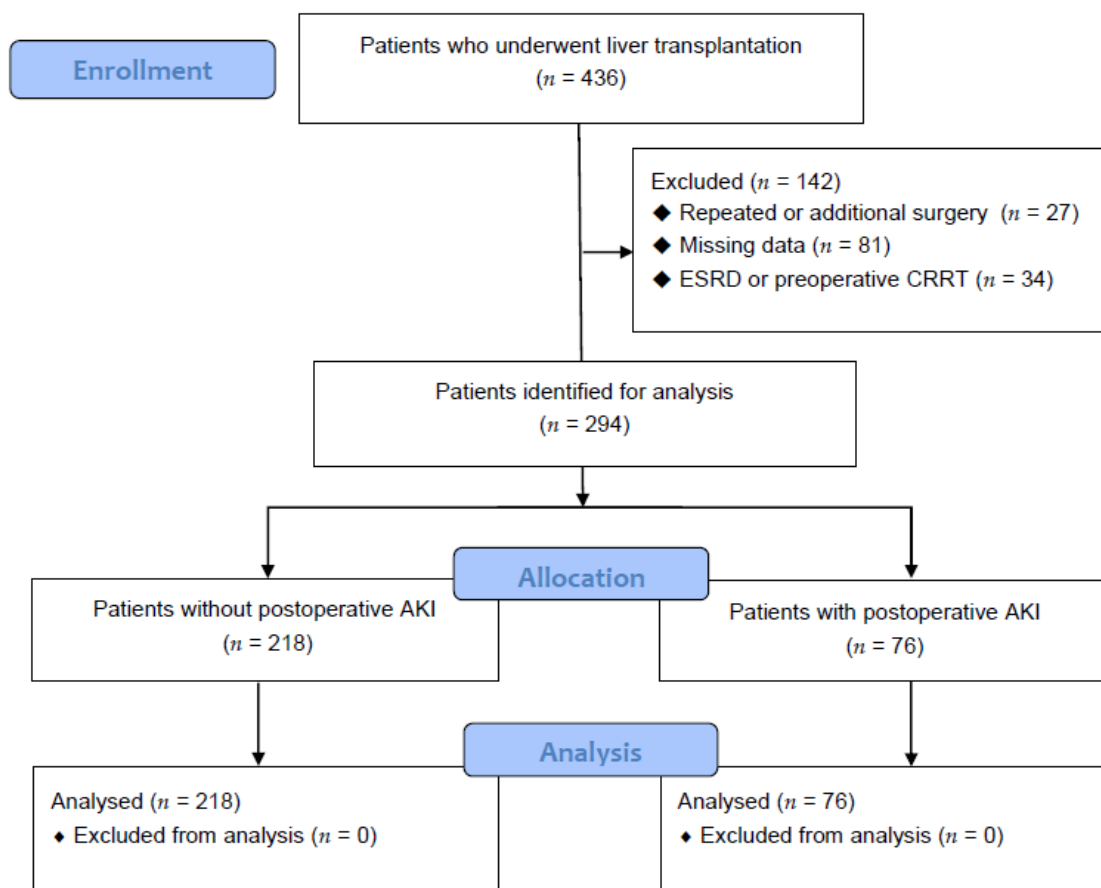 Enrollment
Patients who underwent liver transplantation
(n = 436)
Excluded (n = 142)
◆ Repeated or additional surgery (n = 27)
◆ Missing data (n = 81)
◆ ESRD or preoperative CRRT (n = 34)
Patients identified for analysis
(n = 294)
Allocation
Patients without postoperative AKI
(n = 218)
Patients with postoperative AKI
(n = 76)
Analysis
Analysed (n = 218)
◆ Excluded from analysis (n = 0)
Analysed (n = 76)
◆ Excluded from analysis (n = 0)